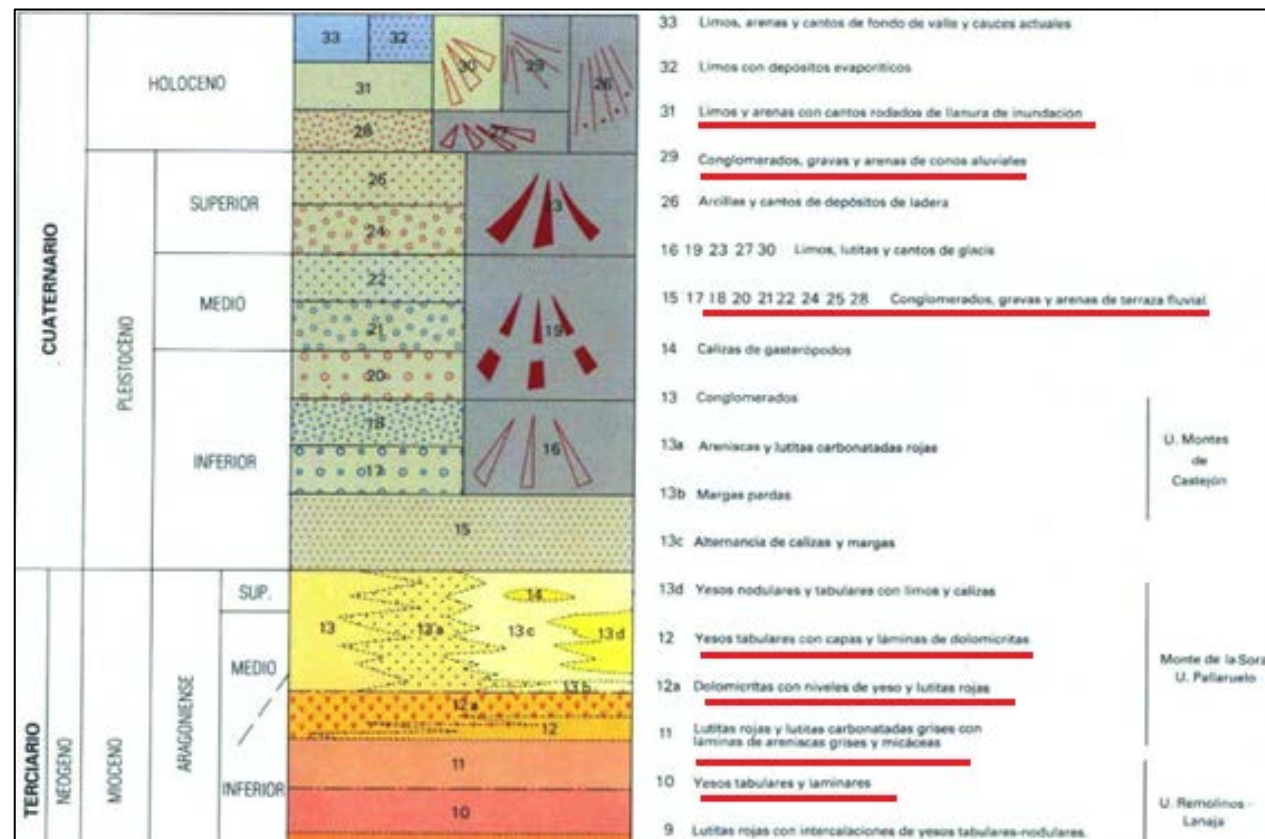 CUATERNARIO
HOLOCENO
PLEISTOCENO
SUPERIOR
MEDIO
INFERIOR
TERCIARIO
NEOGENO
MIOCENO
ARAGONIENSE
SUP.
MEDIO
INFERIOR
33
32
30
29
31
28
27
26
23
24
22
21
19
20
18
17
16
15
13
13a
14
13c
13d
13b
12a
12
11
10
33 Limos, arenas y cantos de fondo de valle y cauces actuales
32 Limos con depósitos evaporíticos
31 Limos y arenas con cantos rodados de llanura de inundación
29 Conglomerados, gravas y arenas de conos aluviales
26 Arcillas y cantos de depósitos de ladera
16 19 23 27 30 Limos, lutitas y cantos de glacis
15 17 18 20 21 22 24 25 28 Conglomerados, gravas y arenas de terraza fluvial
14 Calizas de gasterópodos
13 Conglomerados
13a Areniscas y lutitas carbonatadas rojas
13b Margas pardas
13c Alternancia de calizas y margas
13d Yesos nodulares y tabulares con limos y calizas
12 Yesos tabulares con capas y láminas de dolomicritas
12a Dolomicritas con niveles de yeso y lutitas rojas
11 Lutitas rojas y lutitas carbonatadas grises con
láminas de areniscas grises y micáceas
10 Yesos tabulares y laminares
9 Lutitas rojas con intercalaciones de yesos tabulares-nodulares.
U. Montes
de
Castejón
Monte de la Sora
U. Pallaruelo
U. Remolinos -
Lanaja